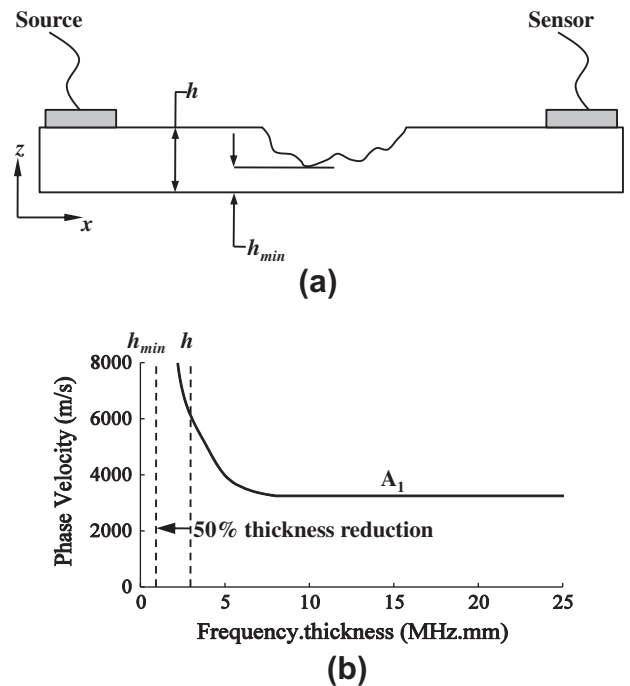 Source
Sensor
h
z
x
h_min
(a)
h_min h
8000
6000
4000
2000
0
Phase Velocity (m/s)
A_1
50% thickness reduction
0 5 10 15 20 25
Frequency.thickness (MHz.mm)
(b)